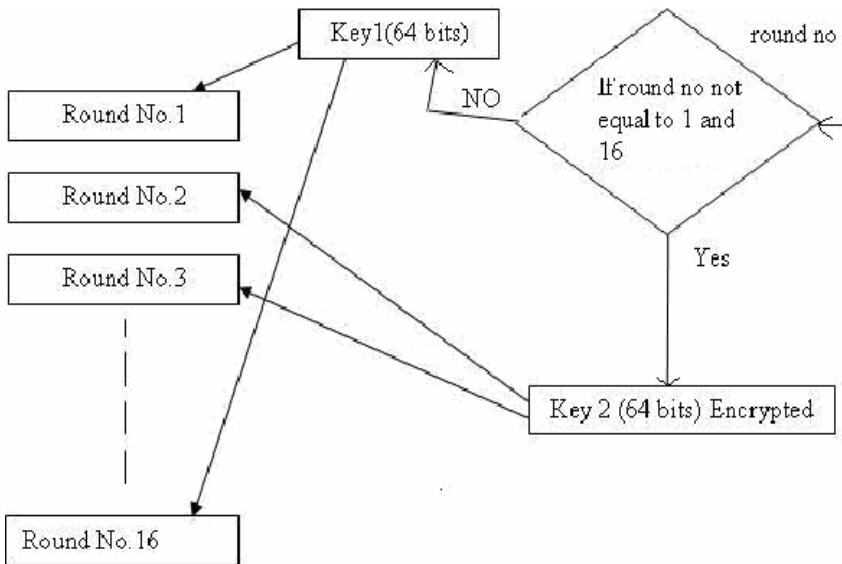 Key1(64 bits)
round no
Round No.1
NO
If round no not
equal to 1 and
16
Round No.2
Yes
Round No.3
Key 2 (64 bits) Encrypted
Round No.16